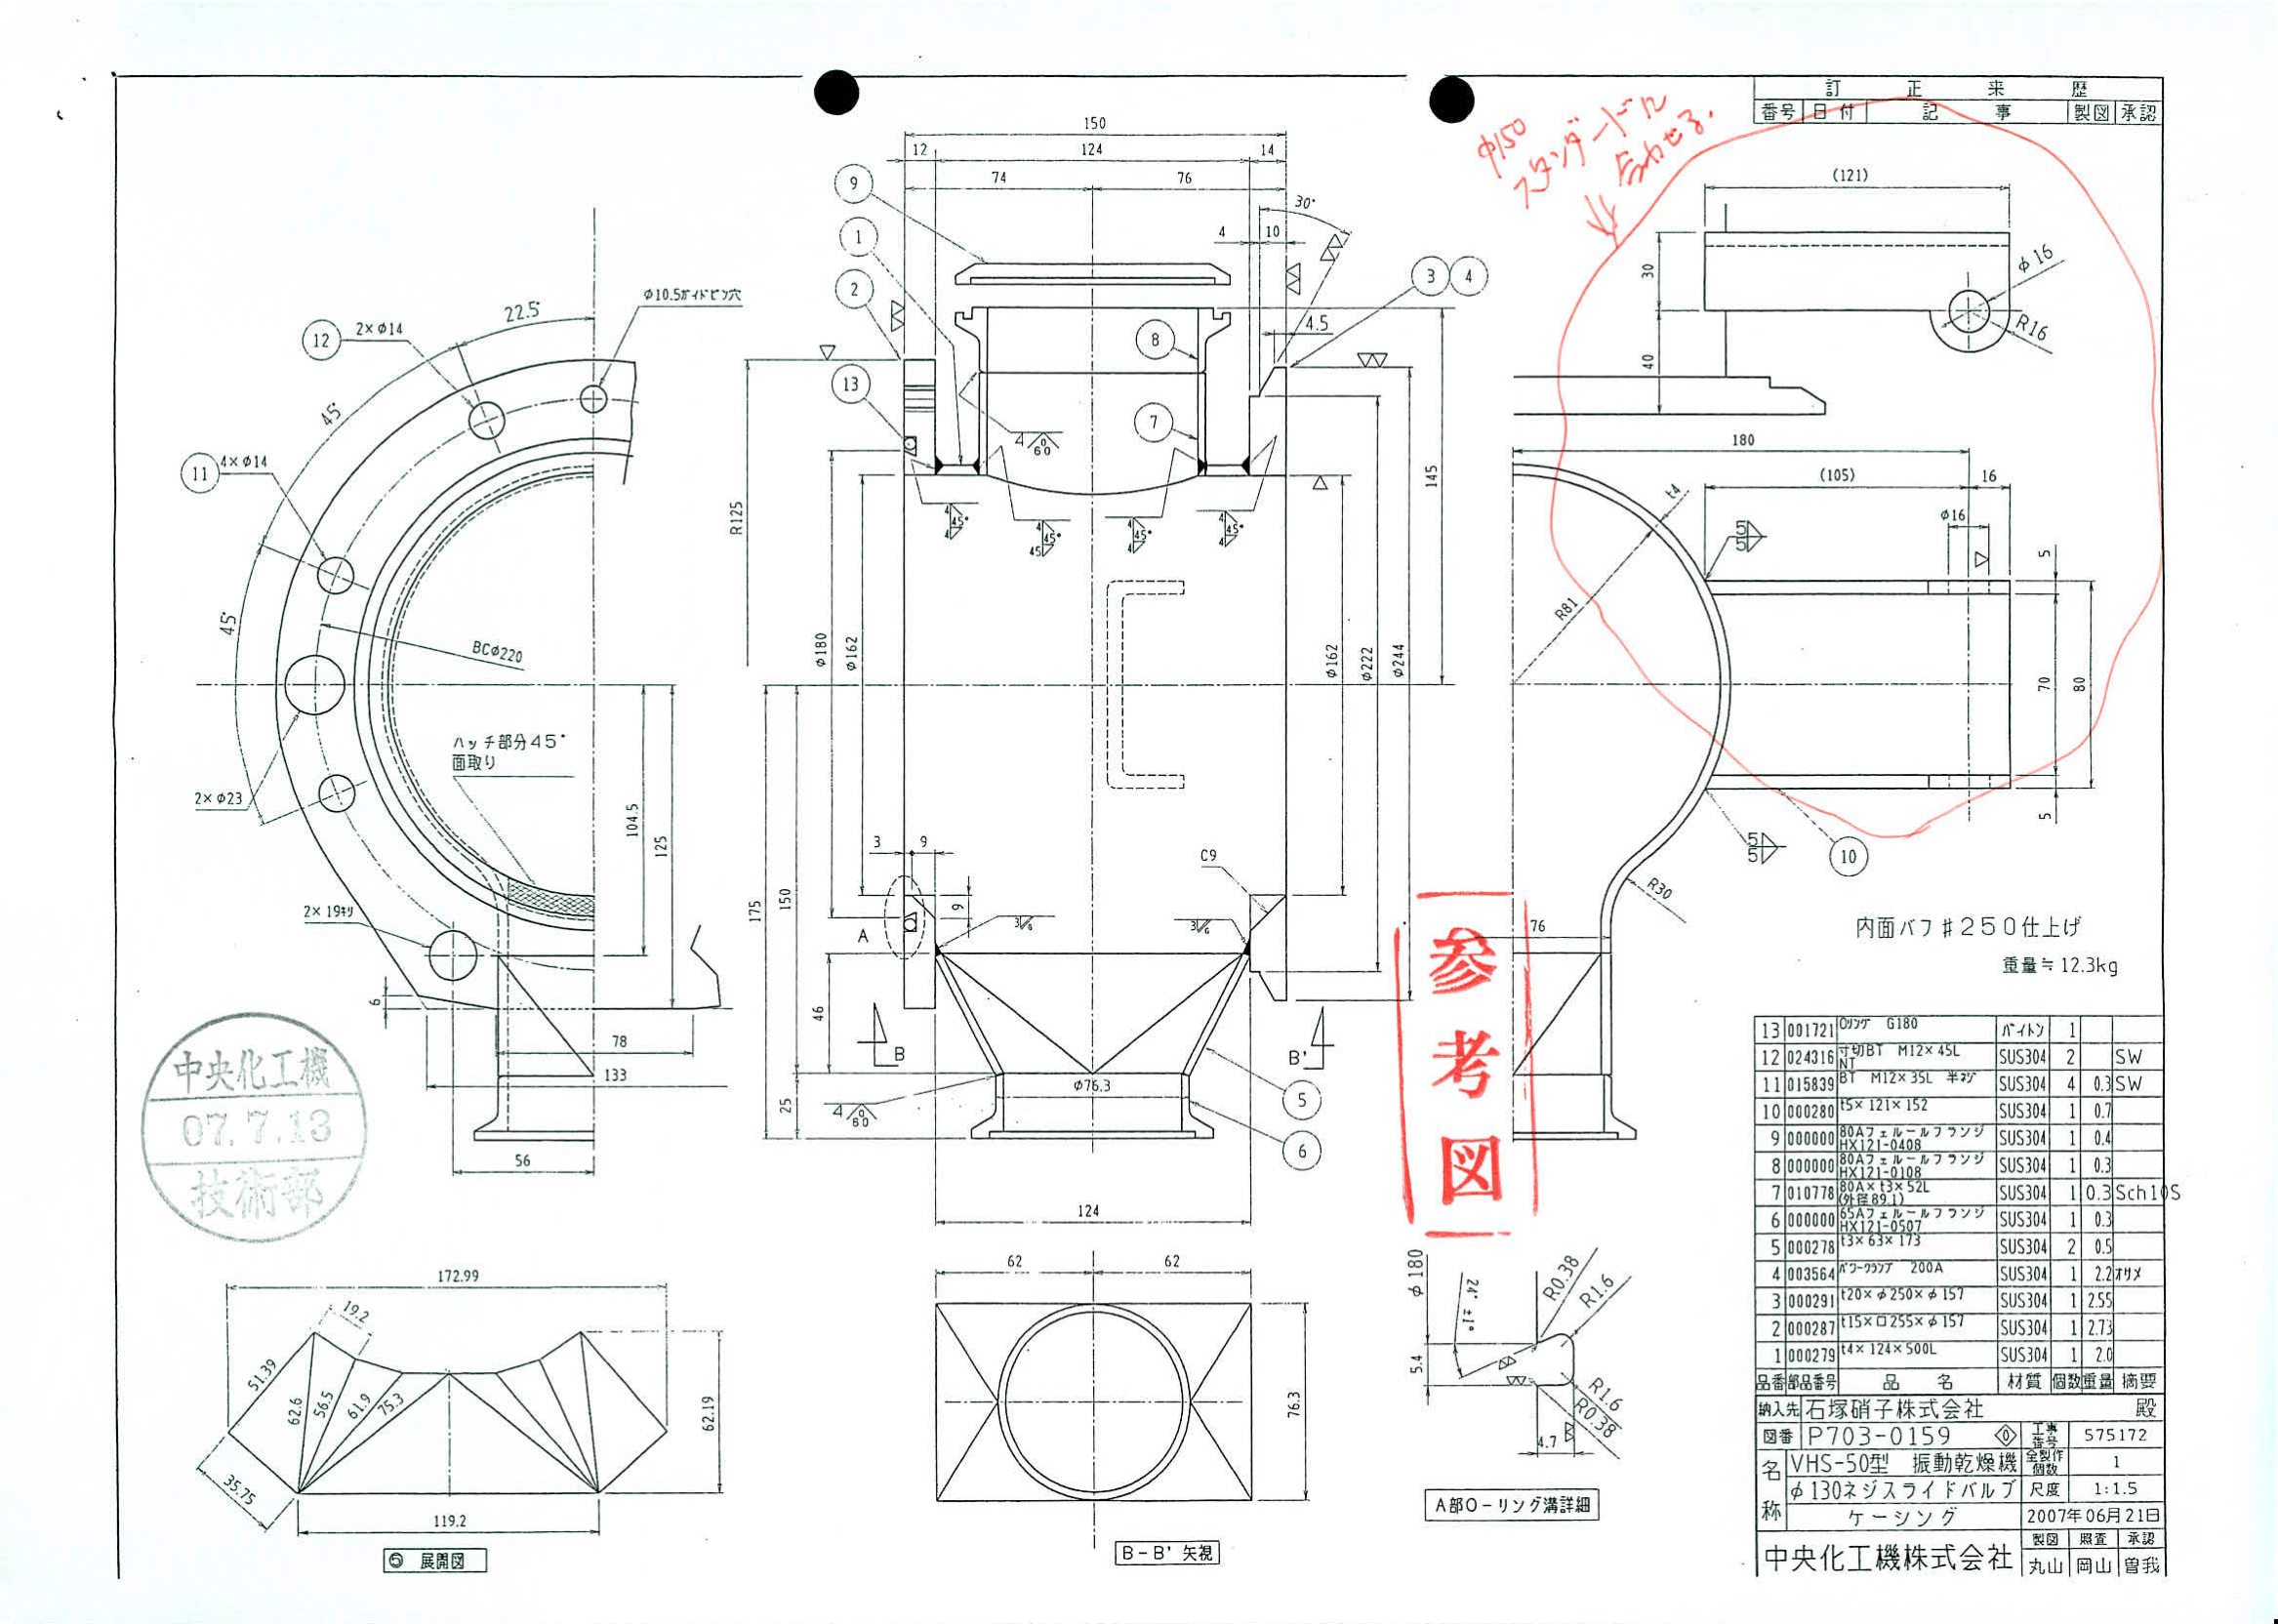 訂 正 来 歴
番号 日付 記 事 製図 承認
φ150
スタンダードに
合わせる.
150
12 124 14
74 76
30°
4 10
4.5
9
1
2
13
8
7
3 4
(121)
φ16
R16
30
40
φ10.5ガイドピン穴
22.5°
12 2×φ14
45°
11 4×φ14
45°
BCφ220
2×φ23
ハッチ部分45°
面取り
104.5
125
2×19キリ
6
78
133
56
R125
φ180
φ162
4 0 60
4 45° 4
4 45° 45
4 45° 4
4 45° 4
145
φ162
φ222
φ244
175
150
25
46
3 9
9
A
C9
B B'
φ76.3
4 0 60
5
6
124
180
(105) 16
φ16
t4
R81
5 5
5
70
80
5
5 5
10
R30
76
内面バフ#250仕上げ
重量≒12.3kg
参考図
中央化工機
07.7.13
技術部
172.99
19.2
51.39
62.6
56.5
61.9
75.3
62.19
35.75
119.2
⑤ 展開図
62 62
76.3
B-B' 矢視
φ180
5.4
24°±1°
R0.38
R1.6
R1.6
R0.38
4.7
A部O-リング溝詳細
13 001721 Oリング G180 バイトン 1
12 024316 寸切BT M12×45L NT SUS304 2 SW
11 015839 BT M12×35L 半ネジ SUS304 4 0.3 SW
10 000280 t5×121×152 SUS304 1 0.7
9 000000 80Aフェルールフランジ HX121-0408 SUS304 1 0.4
8 000000 80Aフェルールフランジ HX121-0108 SUS304 1 0.3
7 010778 80A×t3×52L (外径89.1) SUS304 1 0.3 Sch10S
6 000000 65Aフェルールフランジ HX121-0507 SUS304 1 0.3
5 000278 t3×63×173 SUS304 2 0.5
4 003564 パワークランプ 200A SUS304 1 2.2 オサメ
3 000291 t20×φ250×φ157 SUS304 1 2.55
2 000287 t15×□255×φ157 SUS304 1 2.73
1 000279 t4×124×500L SUS304 1 2.0
品番 部品番号 品 名 材質 個数 重量 摘要
納入先 石塚硝子株式会社 殿
図番 P703-0159 0 工事番号 575172
名称 VHS-50型 振動乾燥機 全製作個数 1
φ130ネジスライドバルブ 尺度 1:1.5
ケーシング 2007年06月21日
中央化工機株式会社 製図 照査 承認
丸山 岡山 曽我